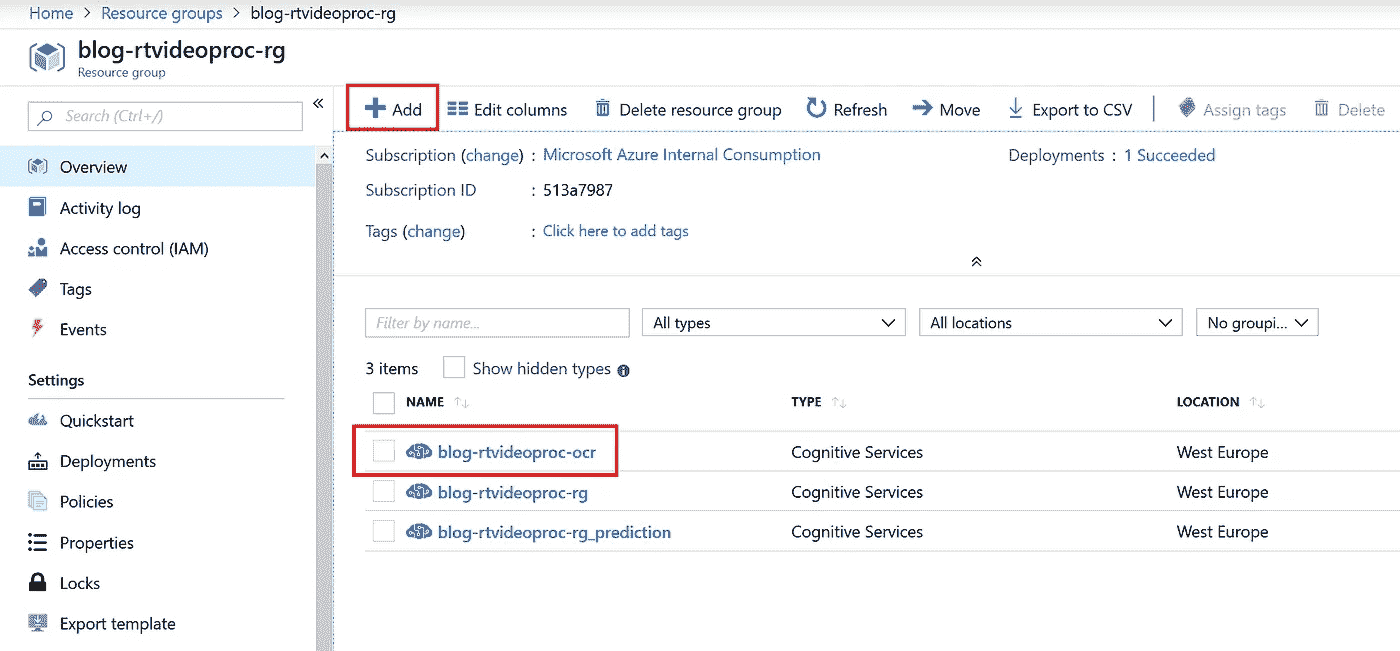 Home > Resource groups > blog-rtvideoproc-rg
blog-rtvideoproc-rg
Resource group
Search (Ctrl+/)
«
Add Edit columns Delete resource group Refresh Move Export to CSV Assign tags Delete
Overview
Activity log
Access control (IAM)
Tags
Events
Settings
Quickstart
Deployments
Policies
Properties
Locks
Export template
Subscription (change) : Microsoft Azure Internal Consumption Deployments : 1 Succeeded
Subscription ID : 513a7987
Tags (change) : Click here to add tags
Filter by name... All types All locations No groupi...
3 items Show hidden types
NAME TYPE LOCATION
blog-rtvideoproc-ocr Cognitive Services West Europe
blog-rtvideoproc-rg Cognitive Services West Europe
blog-rtvideoproc-rg_prediction Cognitive Services West Europe